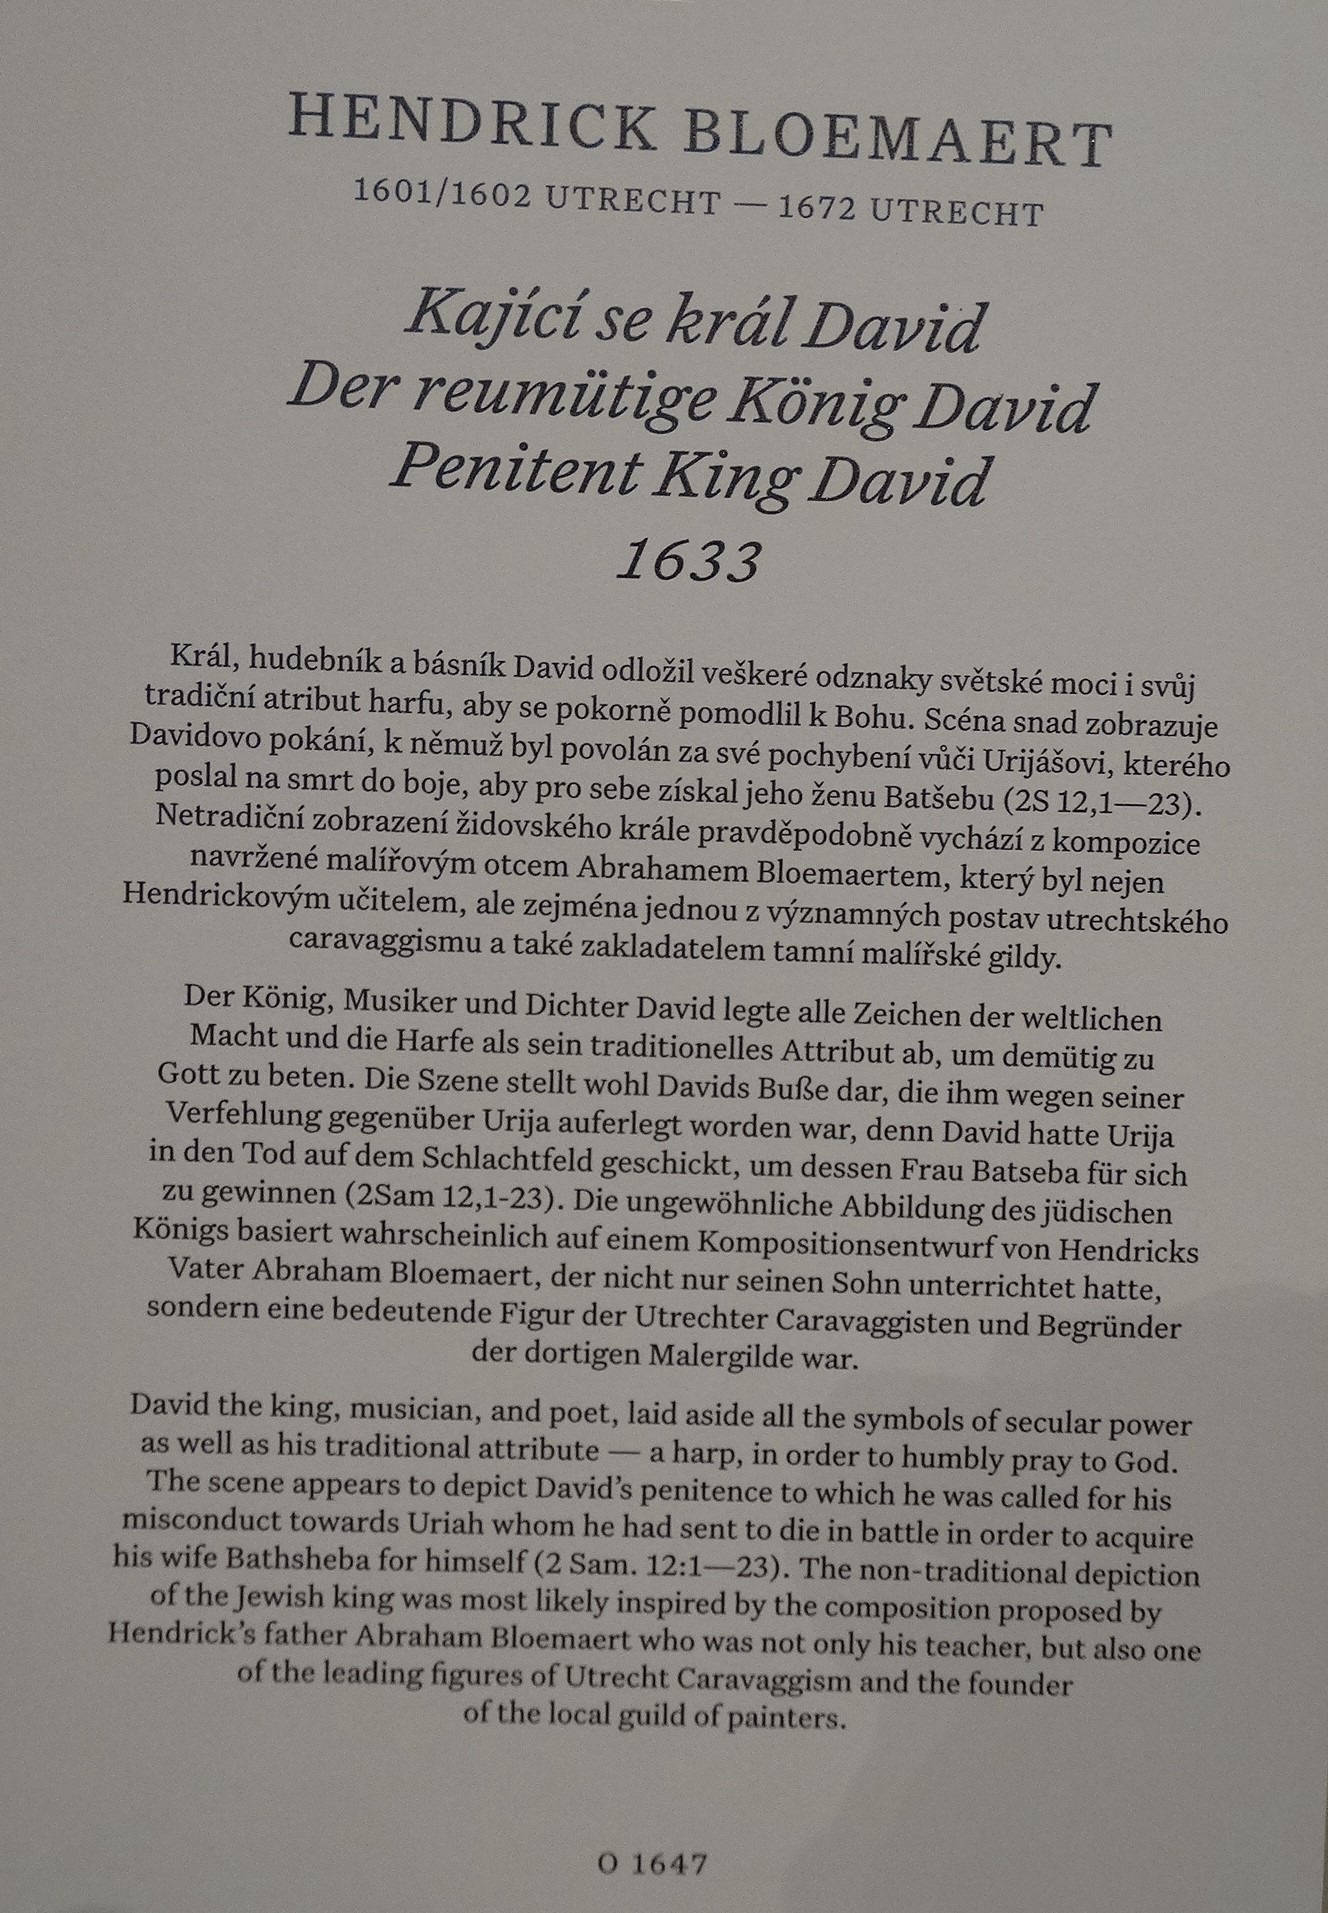 HENDRICK BLOEMAERT
1601/1602 UTRECHT — 1672 UTRECHT
Kající se král David
Der reumütige König David
Penitent King David
1633
Král, hudebník a básník David odložil veškeré odznaky světské moci i svůj
tradiční atribut harfu, aby se pokorně pomodlil k Bohu. Scéna snad zobrazuje
Davidovo pokání, k němuž byl povolán za své pochybení vůči Urijášovi, kterého
poslal na smrt do boje, aby pro sebe získal jeho ženu Batšebu (2S 12,1—23).
Netradiční zobrazení židovského krále pravděpodobně vychází z kompozice
navržené malířovým otcem Abrahamem Bloemaertem, který byl nejen
Hendrickovým učitelem, ale zejména jednou z významných postav utrechtského
caravaggismu a také zakladatelem tamní malířské gildy.
Der König, Musiker und Dichter David legte alle Zeichen der weltlichen
Macht und die Harfe als sein traditionelles Attribut ab, um demütig zu
Gott zu beten. Die Szene stellt wohl Davids Buße dar, die ihm wegen seiner
Verfehlung gegenüber Urija auferlegt worden war, denn David hatte Urija
in den Tod auf dem Schlachtfeld geschickt, um dessen Frau Batseba für sich
zu gewinnen (2Sam 12,1-23). Die ungewöhnliche Abbildung des jüdischen
Königs basiert wahrscheinlich auf einem Kompositionsentwurf von Hendricks
Vater Abraham Bloemaert, der nicht nur seinen Sohn unterrichtet hatte,
sondern eine bedeutende Figur der Utrechter Caravaggisten und Begründer
der dortigen Malergilde war.
David the king, musician, and poet, laid aside all the symbols of secular power
as well as his traditional attribute — a harp, in order to humbly pray to God.
The scene appears to depict David's penitence to which he was called for his
misconduct towards Uriah whom he had sent to die in battle in order to acquire
his wife Bathsheba for himself (2 Sam. 12:1—23). The non-traditional depiction
of the Jewish king was most likely inspired by the composition proposed by
Hendrick's father Abraham Bloemaert who was not only his teacher, but also one
of the leading figures of Utrecht Caravaggism and the founder
of the local guild of painters.
O 1647